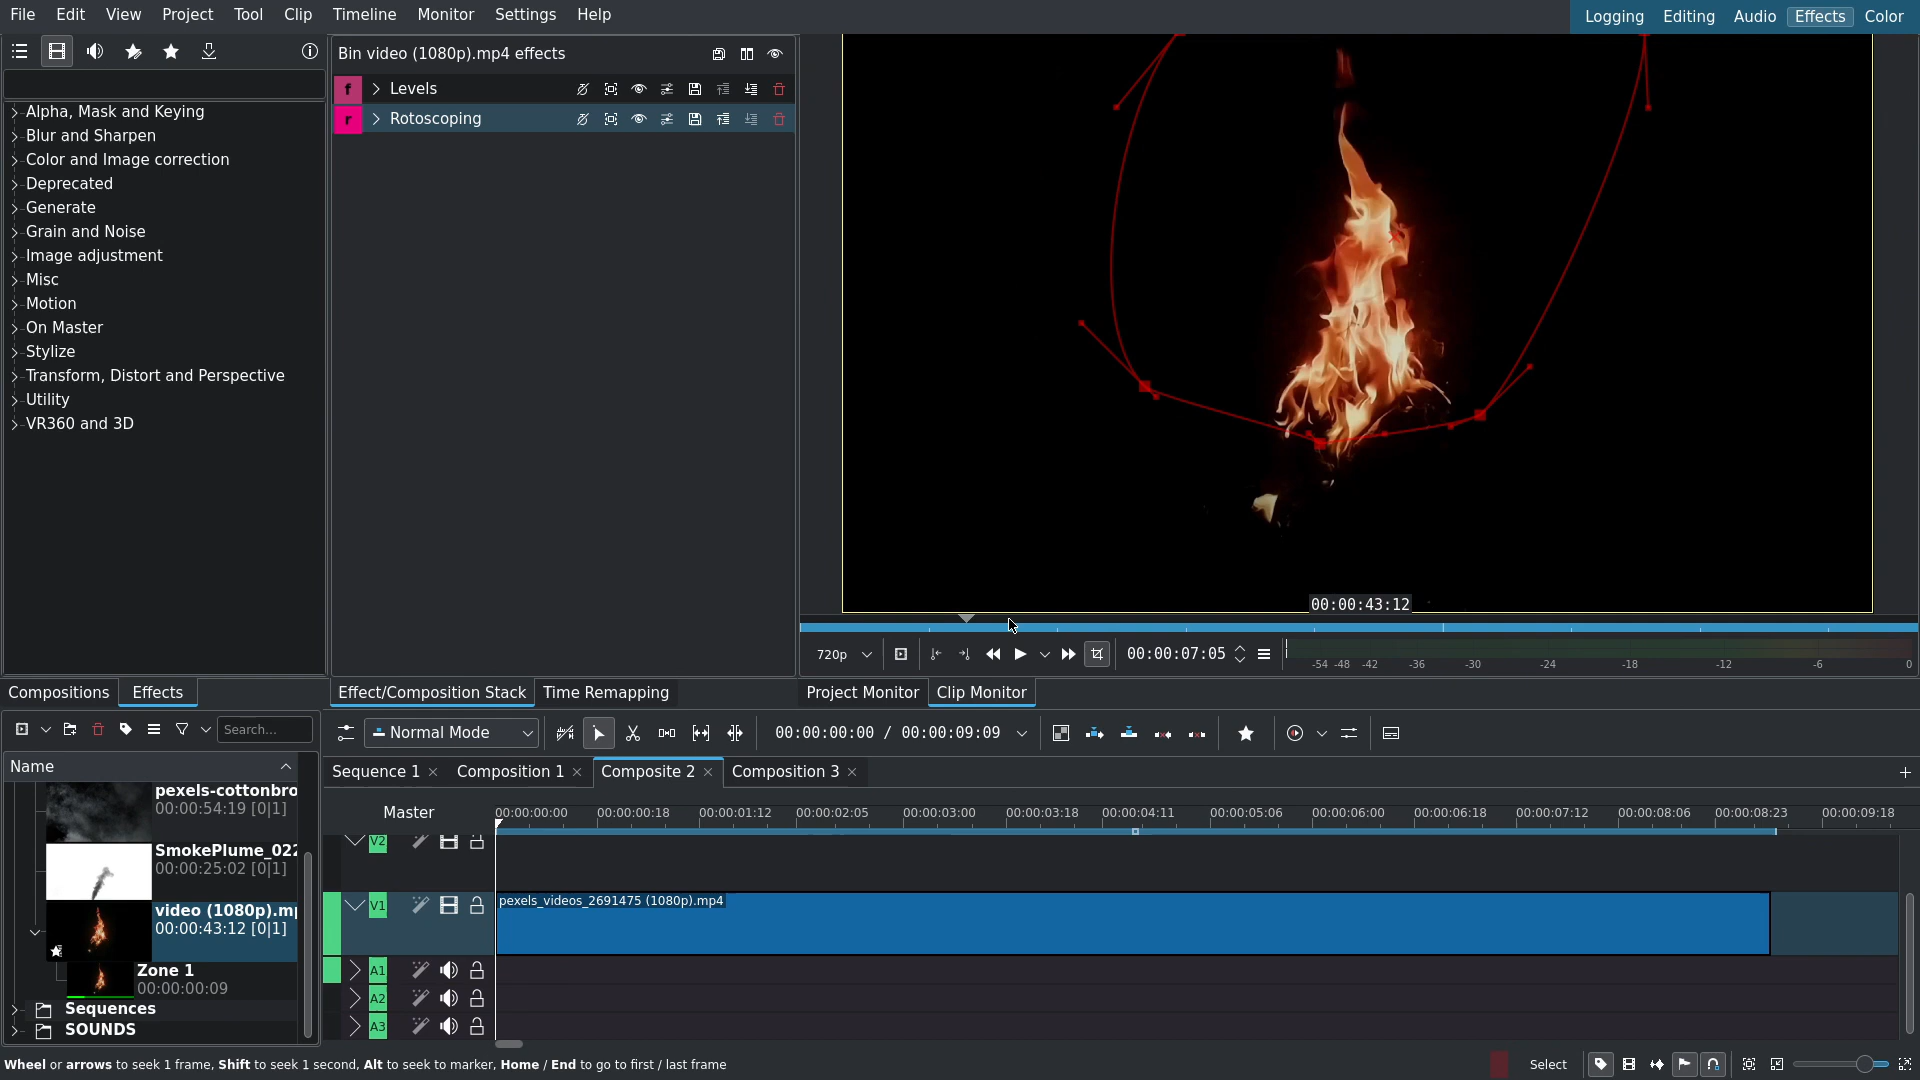 File Edit View Project Tool Clip Timeline Monitor Settings Help
Logging Editing Audio Effects Color
Alpha, Mask and Keying
Blur and Sharpen
Color and Image correction
Deprecated
Generate
Grain and Noise
Image adjustment
Misc
Motion
On Master
Stylize
Transform, Distort and Perspective
Utility
VR360 and 3D
Compositions Effects
Bin video (1080p).mp4 effects
f Levels
r Rotoscoping
Effect/Composition Stack Time Remapping
00:00:43:12
720p 00:00:07:05 -54 -48 -42 -36 -30 -24 -18 -12 -6 0
Project Monitor Clip Monitor
Search...
Name
pexels-cottonbro
00:00:54:19 [0|1]
SmokePlume_022
00:00:25:02 [0|1]
video (1080p).mp
00:00:43:12 [0|1]
Zone 1
00:00:00:09
Sequences
SOUNDS
Normal Mode 00:00:00:00 / 00:00:09:09
Sequence 1 Composition 1 Composite 2 Composition 3
Master 00:00:00:00 00:00:00:18 00:00:01:12 00:00:02:05 00:00:03:00 00:00:03:18 00:00:04:11 00:00:05:06 00:00:06:00 00:00:06:18 00:00:07:12 00:00:08:06 00:00:08:23 00:00:09:18
V2
V1 pexels_videos_2691475 (1080p).mp4
A1
A2
A3
Wheel or arrows to seek 1 frame, Shift to seek 1 second, Alt to seek to marker, Home / End to go to first / last frame
Select